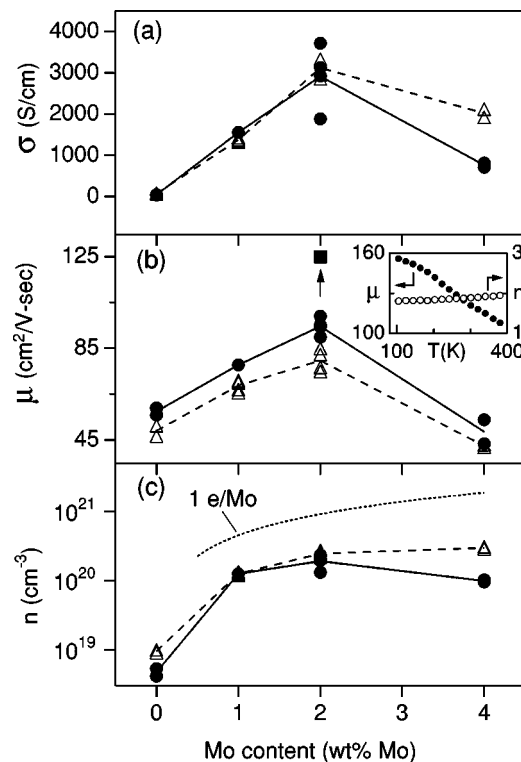 (a)
4000
3000
2000
1000
0
σ (S/cm)
(b)
125
85
45
μ (cm²/V-sec)
160
100
μ
3
1
n
100 T(K) 400
(c)
1 e/Mo
10²¹
10²⁰
10¹⁹
n (cm⁻³)
0 1 2 3 4
Mo content (wt% Mo)